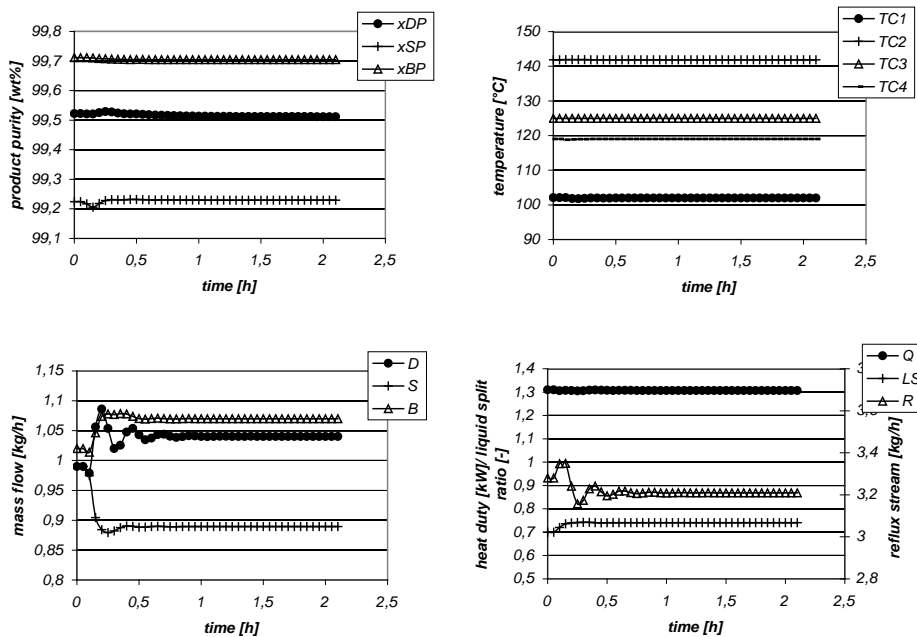 99,8
99,7
99,6
99,5
99,4
99,3
99,2
99,1
product purity [wt%]
0 0,5 1 1,5 2 2,5
time [h]
xDP
xSP
xBP
150
140
130
120
110
100
90
temperature [°C]
0 0,5 1 1,5 2 2,5
time [h]
TC1
TC2
TC3
TC4
1,15
1,1
1,05
1
0,95
0,9
0,85
0,8
mass flow [kg/h]
0 0,5 1 1,5 2 2,5
time [h]
D
S
B
1,4
1,3
1,2
1,1
1
0,9
0,8
0,7
0,6
0,5
heat duty [kW]/ liquid split
ratio [-]
0 0,5 1 1,5 2 2,5
time [h]
Q
LS
R
3,4
3,2
3
2,8
reflux stream [kg/h]